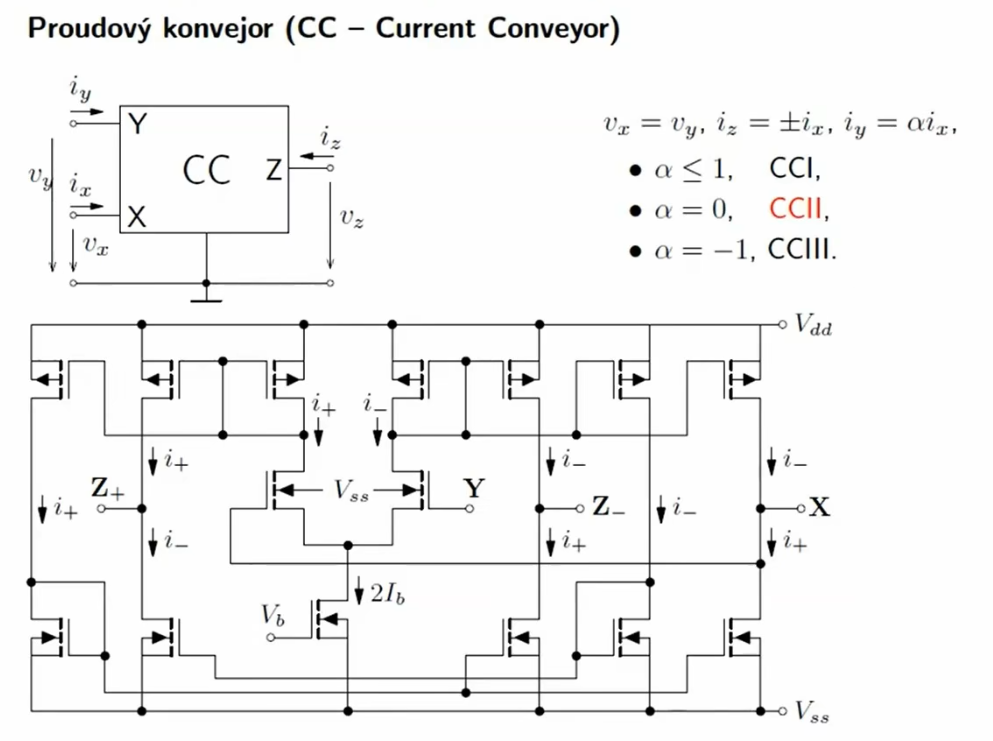 Proudový konvejor (CC – Current Conveyor)
i_y
Y
v_y
i_x
CC
Z
i_z
X
v_x
v_z
v_x = v_y, i_z = ±i_x, i_y = αi_x,
• α ≤ 1, CCI,
• α = 0, CCII,
• α = −1, CCIII.
V_dd
i_+ i_−
i_+ i_− i_−
Z_+ V_ss Y Z_− X
i_+ i_−
i_− i_+ i_+
2I_b
V_b
V_ss